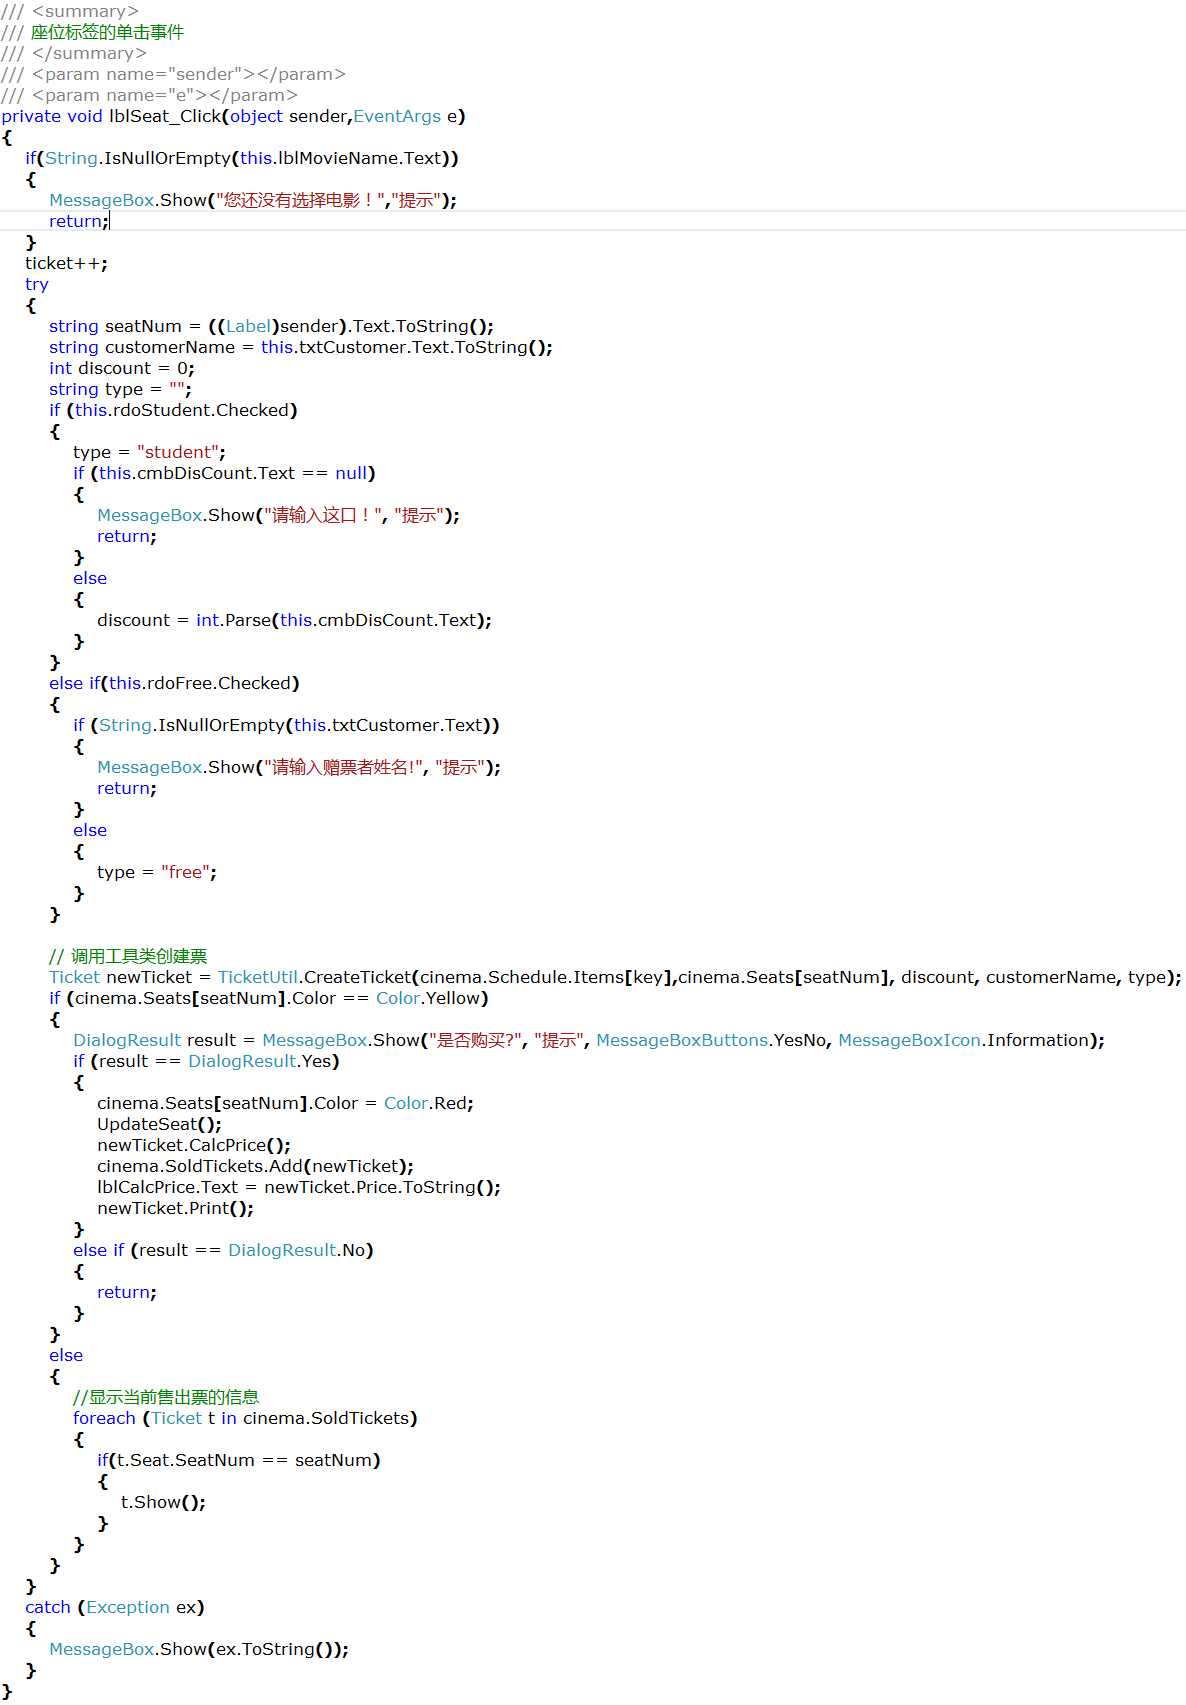 /// <summary>
/// 座位标签的单击事件
/// </summary>
/// <param name="sender"></param>
/// <param name="e"></param>
private void lblSeat_Click(object sender,EventArgs e)
{
if(String.IsNullOrEmpty(this.lblMovieName.Text))
{
MessageBox.Show("您还没有选择电影！","提示");
return;
}
ticket++;
try
{
string seatNum = ((Label)sender).Text.ToString();
string customerName = this.txtCustomer.Text.ToString();
int discount = 0;
string type = "";
if (this.rdoStudent.Checked)
{
type = "student";
if (this.cmbDisCount.Text == null)
{
MessageBox.Show("请输入这口！", "提示");
return;
}
else
{
discount = int.Parse(this.cmbDisCount.Text);
}
}
else if(this.rdoFree.Checked)
{
if (String.IsNullOrEmpty(this.txtCustomer.Text))
{
MessageBox.Show("请输入赠票者姓名!", "提示");
return;
}
else
{
type = "free";
}
}
// 调用工具类创建票
Ticket newTicket = TicketUtil.CreateTicket(cinema.Schedule.Items[key],cinema.Seats[seatNum], discount, customerName, type);
if (cinema.Seats[seatNum].Color == Color.Yellow)
{
DialogResult result = MessageBox.Show("是否购买?", "提示", MessageBoxButtons.YesNo, MessageBoxIcon.Information);
if (result == DialogResult.Yes)
{
cinema.Seats[seatNum].Color = Color.Red;
UpdateSeat();
newTicket.CalcPrice();
cinema.SoldTickets.Add(newTicket);
lblCalcPrice.Text = newTicket.Price.ToString();
newTicket.Print();
}
else if (result == DialogResult.No)
{
return;
}
}
else
{
//显示当前售出票的信息
foreach (Ticket t in cinema.SoldTickets)
{
if(t.Seat.SeatNum == seatNum)
{
t.Show();
}
}
}
}
catch (Exception ex)
{
MessageBox.Show(ex.ToString());
}
}